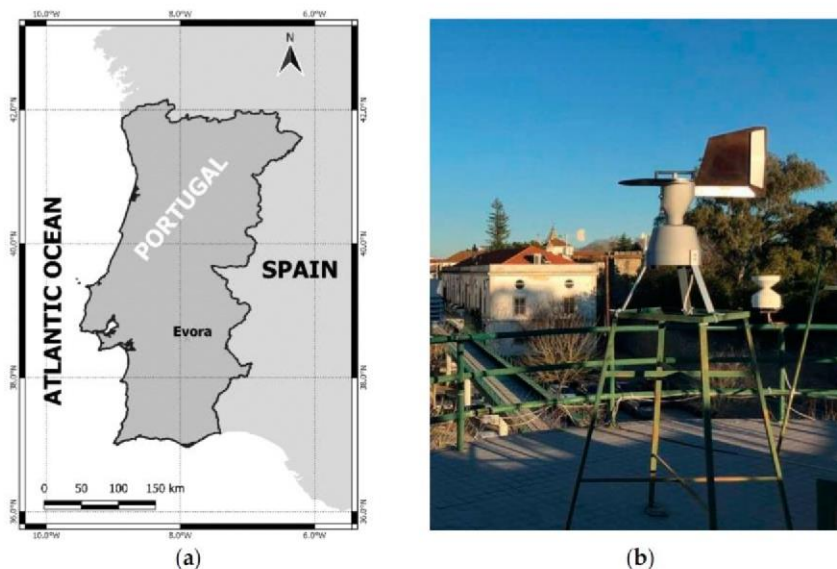 10.0°W 8.0°W 6.0°W
N
42.0°N 42.0°N
PORTUGAL
40.0°N 40.0°N
ATLANTIC OCEAN
SPAIN
Evora
38.0°N 38.0°N
0 50 100 150 km
36.0°N 36.0°N
10.0°W 8.0°W 6.0°W
(a) (b)